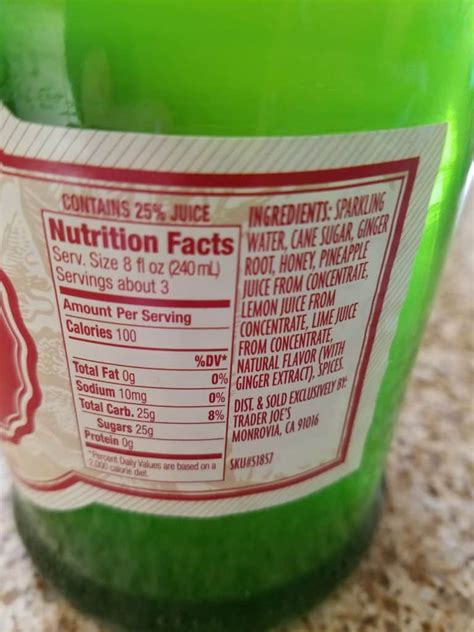 CONTAINS 25% JUICE
Nutrition Facts
Serv. Size 8 fl oz (240 mL)
Servings about 3
Amount Per Serving
Calories 100
%DV*
Total Fat 0g 0%
Sodium 10mg 0%
Total Carb. 25g 8%
Sugars 25g
Protein 0g
*Percent Daily Values are based on a
2,000 calorie diet.
INGREDIENTS: SPARKLING
WATER, CANE SUGAR, GINGER
ROOT, HONEY, PINEAPPLE
JUICE FROM CONCENTRATE,
LEMON JUICE FROM
CONCENTRATE, LIME JUICE
FROM CONCENTRATE,
NATURAL FLAVOR (WITH
GINGER EXTRACT), SPICES.
DIST. & SOLD EXCLUSIVELY BY:
TRADER JOE'S
MONROVIA, CA 91016
SKU#51857